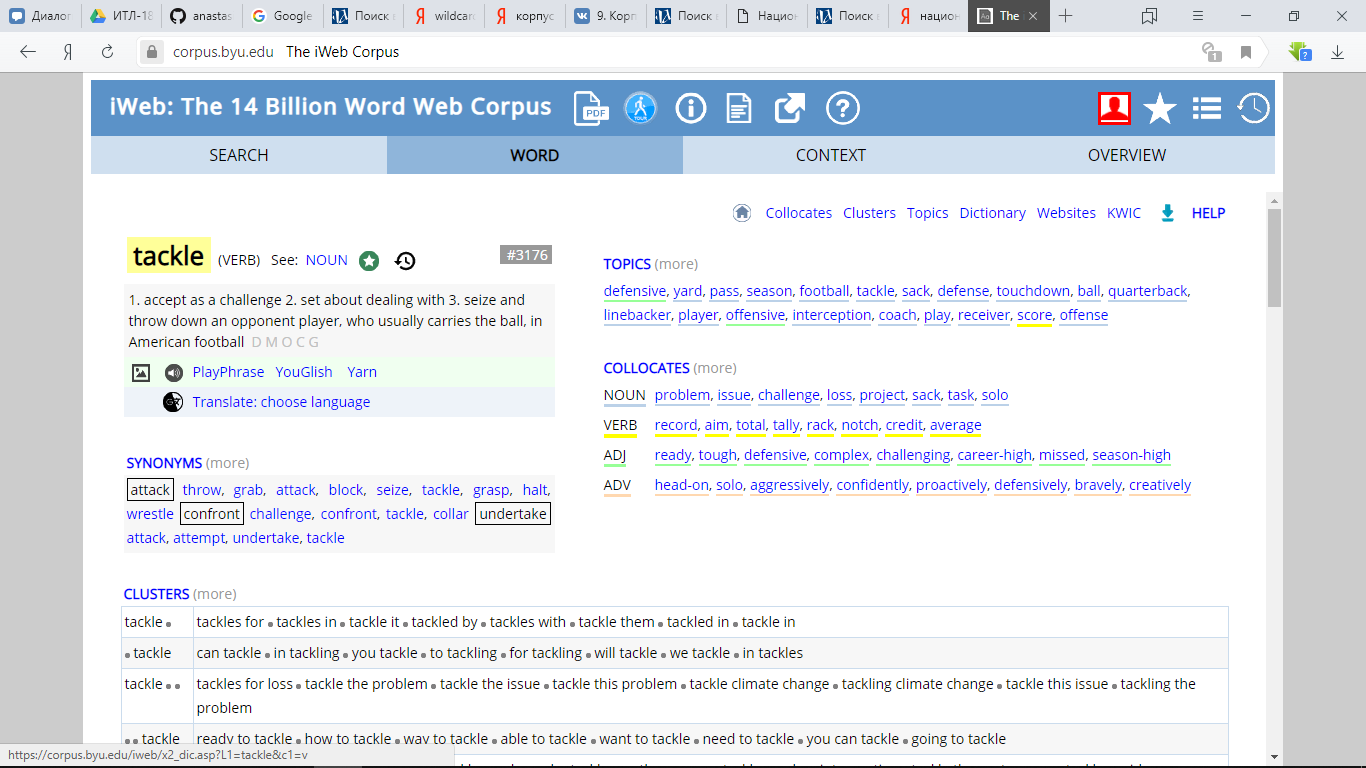 Диалог
ИТЛ-18
anastas
Google
Поиск
wildcar
корпус
9. Корп
Поиск
Национ
Поиск
национ
The
corpus.byu.edu The iWeb Corpus
1
?
iWeb: The 14 Billion Word Web Corpus
PDF
TOUR
SEARCH WORD CONTEXT OVERVIEW
Collocates Clusters Topics Dictionary Websites KWIC HELP
tackle (VERB) See: NOUN #3176
1. accept as a challenge 2. set about dealing with 3. seize and
throw down an opponent player, who usually carries the ball, in
American football D M O C G
PlayPhrase YouGlish Yarn
Translate: choose language
SYNONYMS (more)
attack throw, grab, attack, block, seize, tackle, grasp, halt,
wrestle confront challenge, confront, tackle, collar undertake
attack, attempt, undertake, tackle
TOPICS (more)
defensive, yard, pass, season, football, tackle, sack, defense, touchdown, ball, quarterback,
linebacker, player, offensive, interception, coach, play, receiver, score, offense
COLLOCATES (more)
NOUN problem, issue, challenge, loss, project, sack, task, solo
VERB record, aim, total, tally, rack, notch, credit, average
ADJ ready, tough, defensive, complex, challenging, career-high, missed, season-high
ADV head-on, solo, aggressively, confidently, proactively, defensively, bravely, creatively
CLUSTERS (more)
tackle • tackles for • tackles in • tackle it • tackled by • tackles with • tackle them • tackled in • tackle in
• tackle can tackle • in tackling • you tackle • to tackling • for tackling • will tackle • we tackle • in tackles
tackle • • tackles for loss • tackle the problem • tackle the issue • tackle this problem • tackle climate change • tackling climate change • tackle this issue • tackling the
problem
• • tackle ready to tackle • how to tackle • way to tackle • able to tackle • want to tackle • need to tackle • you can tackle • going to tackle
https://corpus.byu.edu/iweb/x2_dic.asp?L1=tackle&c1=v